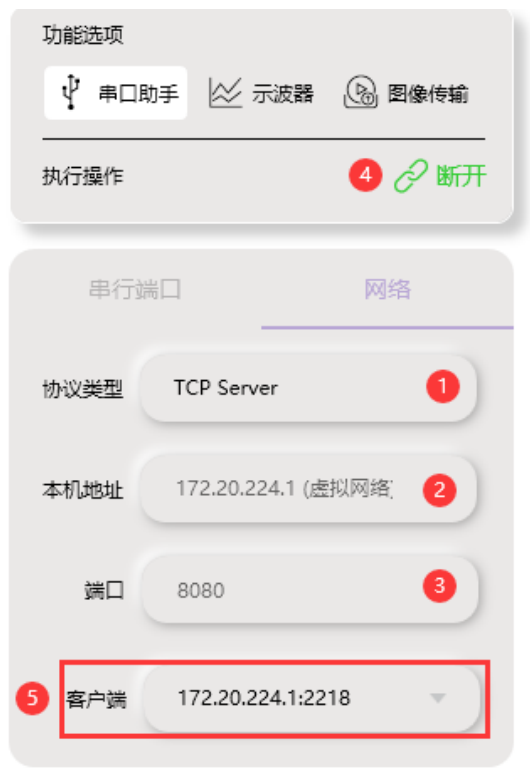 功能选项
串口助手 示波器 图像传输
执行操作 4 断开
串行端口 网络
协议类型 TCP Server 1
本机地址 172.20.224.1 (虚拟网络 2
端口 8080 3
5 客户端 172.20.224.1:2218